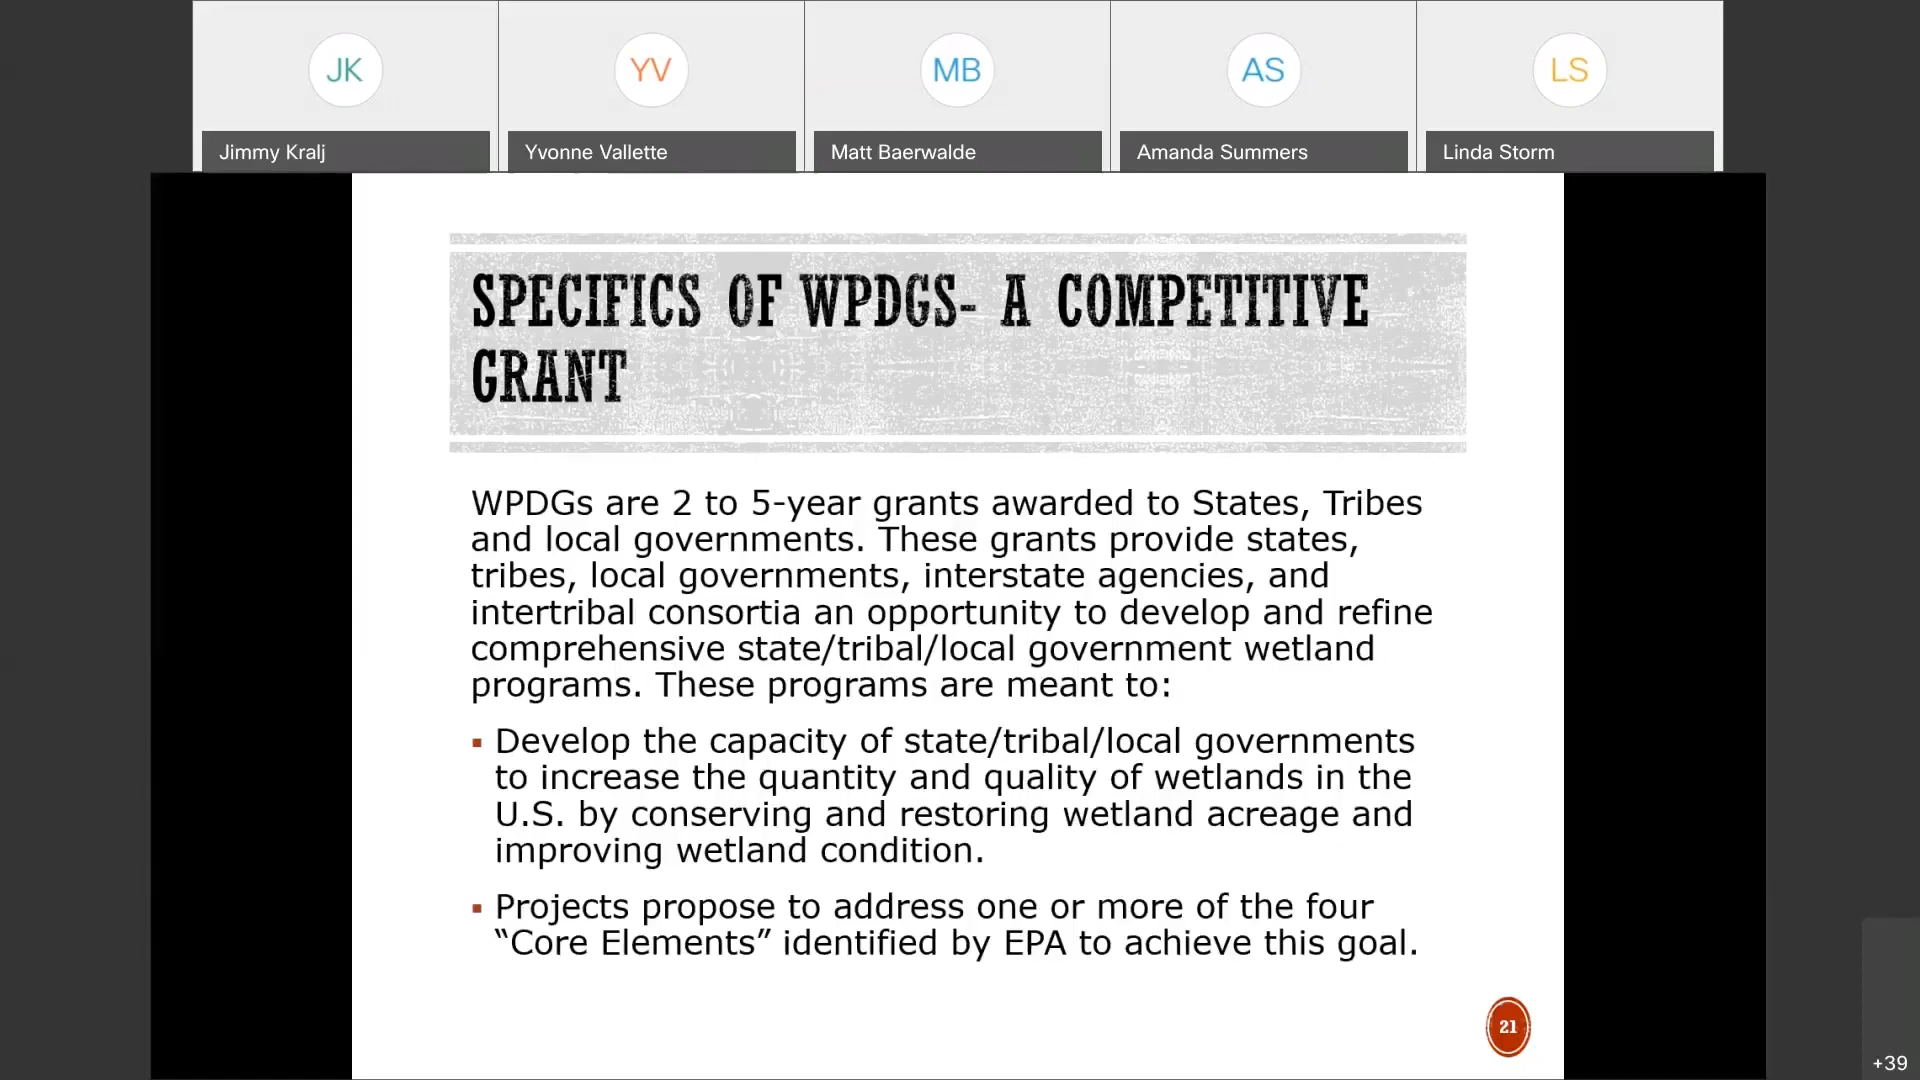 JK
YV
MB
AS
LS
Jimmy Kralj
Yvonne Vallette
Matt Baerwalde
Amanda Summers
Linda Storm
SPECIFICS OF WPDGS- A COMPETITIVE
GRANT
WPDGs are 2 to 5-year grants awarded to States, Tribes
and local governments. These grants provide states,
tribes, local governments, interstate agencies, and
intertribal consortia an opportunity to develop and refine
comprehensive state/tribal/local government wetland
programs. These programs are meant to:
▪ Develop the capacity of state/tribal/local governments
to increase the quantity and quality of wetlands in the
U.S. by conserving and restoring wetland acreage and
improving wetland condition.
▪ Projects propose to address one or more of the four
“Core Elements” identified by EPA to achieve this goal.
21
+39